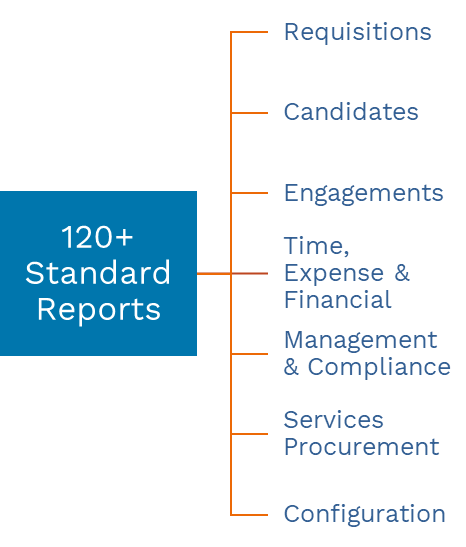 120+
Standard
Reports
Requisitions
Candidates
Engagements
Time,
Expense &
Financial
Management
& Compliance
Services
Procurement
Configuration